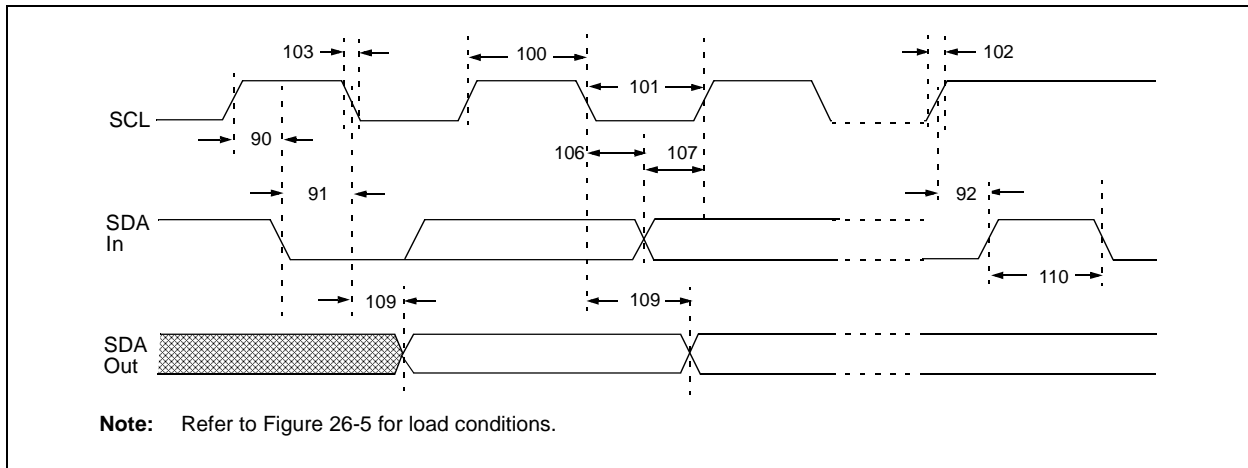 103
100
102
101
SCL
90
106
107
91
92
SDA
In
110
109
109
SDA
Out
Note: Refer to Figure 26-5 for load conditions.